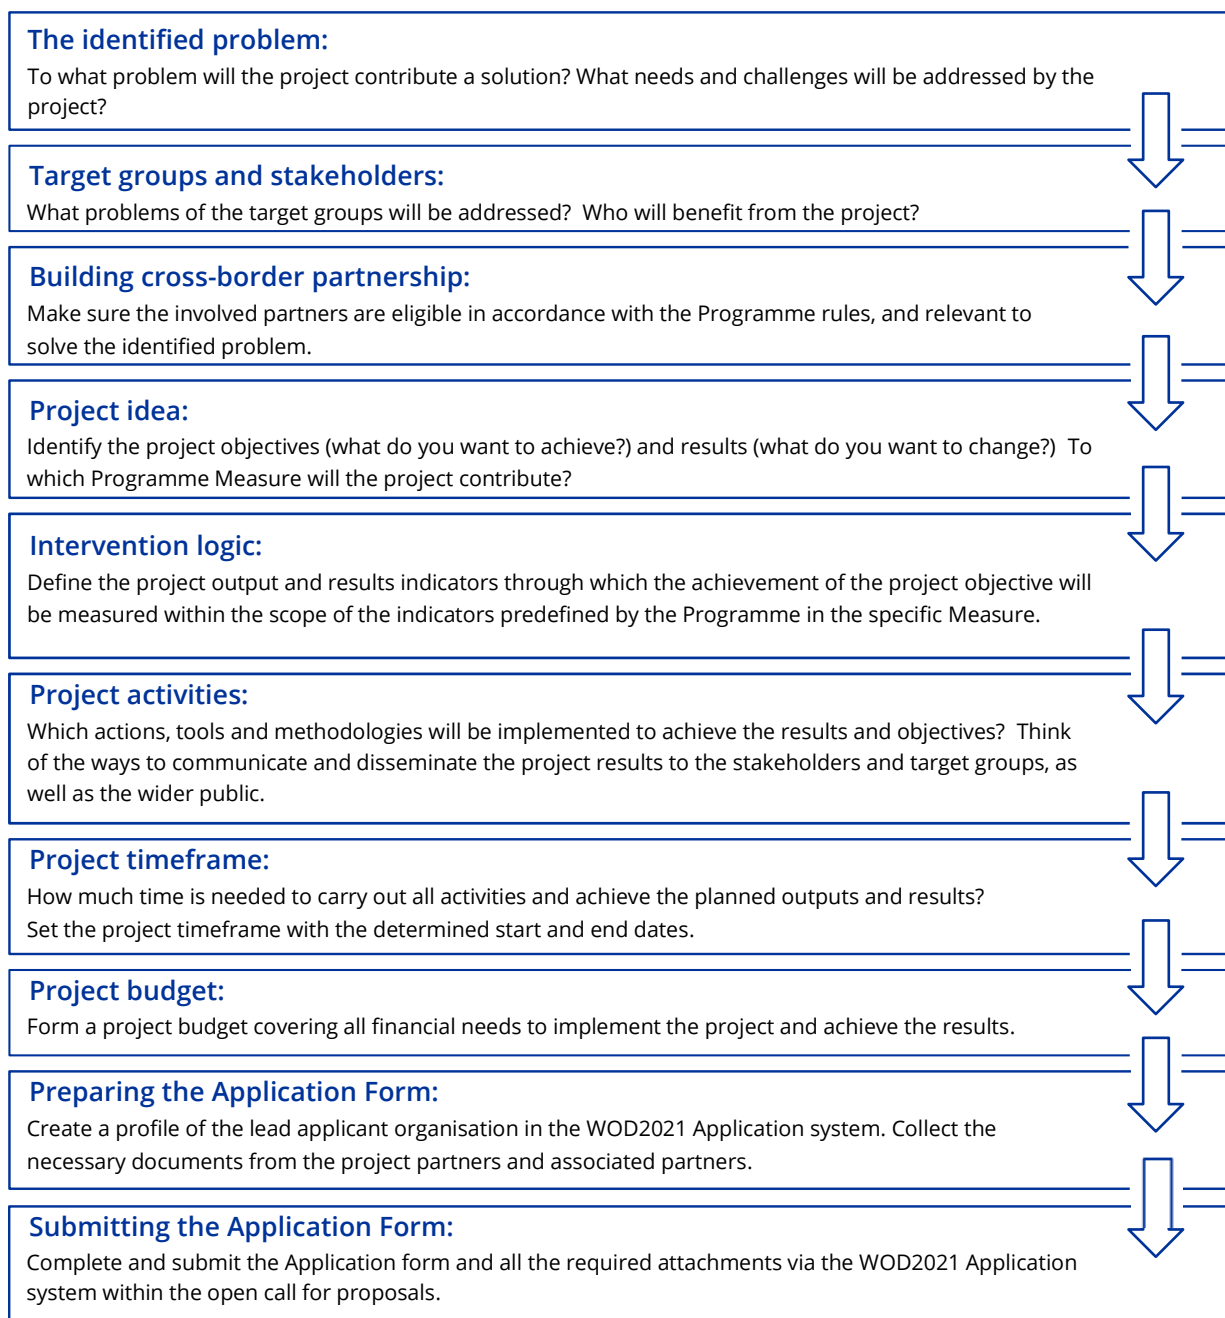 The identified problem:
To what problem will the project contribute a solution? What needs and challenges will be addressed by the
project?
Target groups and stakeholders:
What problems of the target groups will be addressed?  Who will benefit from the project?
Building cross-border partnership:
Make sure the involved partners are eligible in accordance with the Programme rules, and relevant to
solve the identified problem.
Project idea:
Identify the project objectives (what do you want to achieve?) and results (what do you want to change?)  To
which Programme Measure will the project contribute?
Intervention logic:
Define the project output and results indicators through which the achievement of the project objective will
be measured within the scope of the indicators predefined by the Programme in the specific Measure.
Project activities:
Which actions, tools and methodologies will be implemented to achieve the results and objectives?  Think
of the ways to communicate and disseminate the project results to the stakeholders and target groups, as
well as the wider public.
Project timeframe:
How much time is needed to carry out all activities and achieve the planned outputs and results?
Set the project timeframe with the determined start and end dates.
Project budget:
Form a project budget covering all financial needs to implement the project and achieve the results.
Preparing the Application Form:
Create a profile of the lead applicant organisation in the WOD2021 Application system. Collect the
necessary documents from the project partners and associated partners.
Submitting the Application Form:
Complete and submit the Application form and all the required attachments via the WOD2021 Application
system within the open call for proposals.